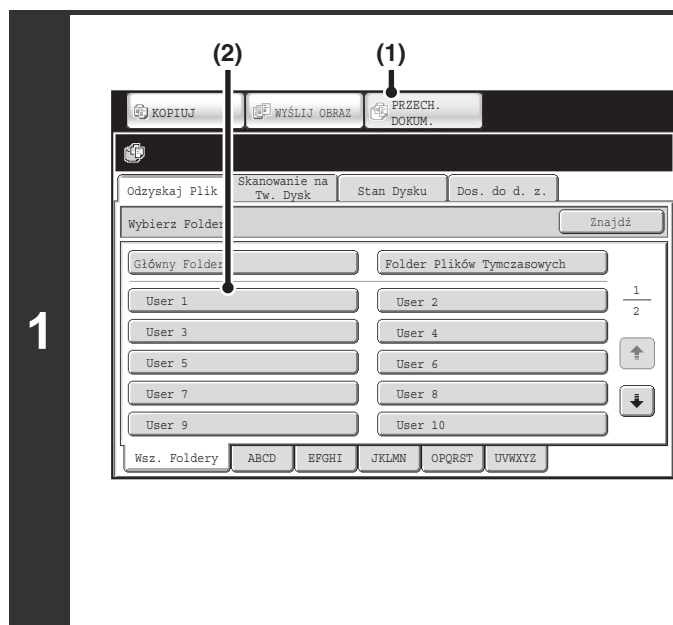 (2) (1)
KOPIUJ WYŚLIJ OBRAZ PRZECH.
DOKUM.
Odzyskaj Plik Skanowanie na
Tw. Dysk Stan Dysku Dos. do d. z.
Wybierz Folder Znajdź
Główny Folder Folder Plików Tymczasowych
User 1 User 2 1
2
User 3 User 4
1
User 5 User 6
User 7 User 8
User 9 User 10
Wsz. Foldery ABCD EFGHI JKLMN OPQRST UVWXYZ